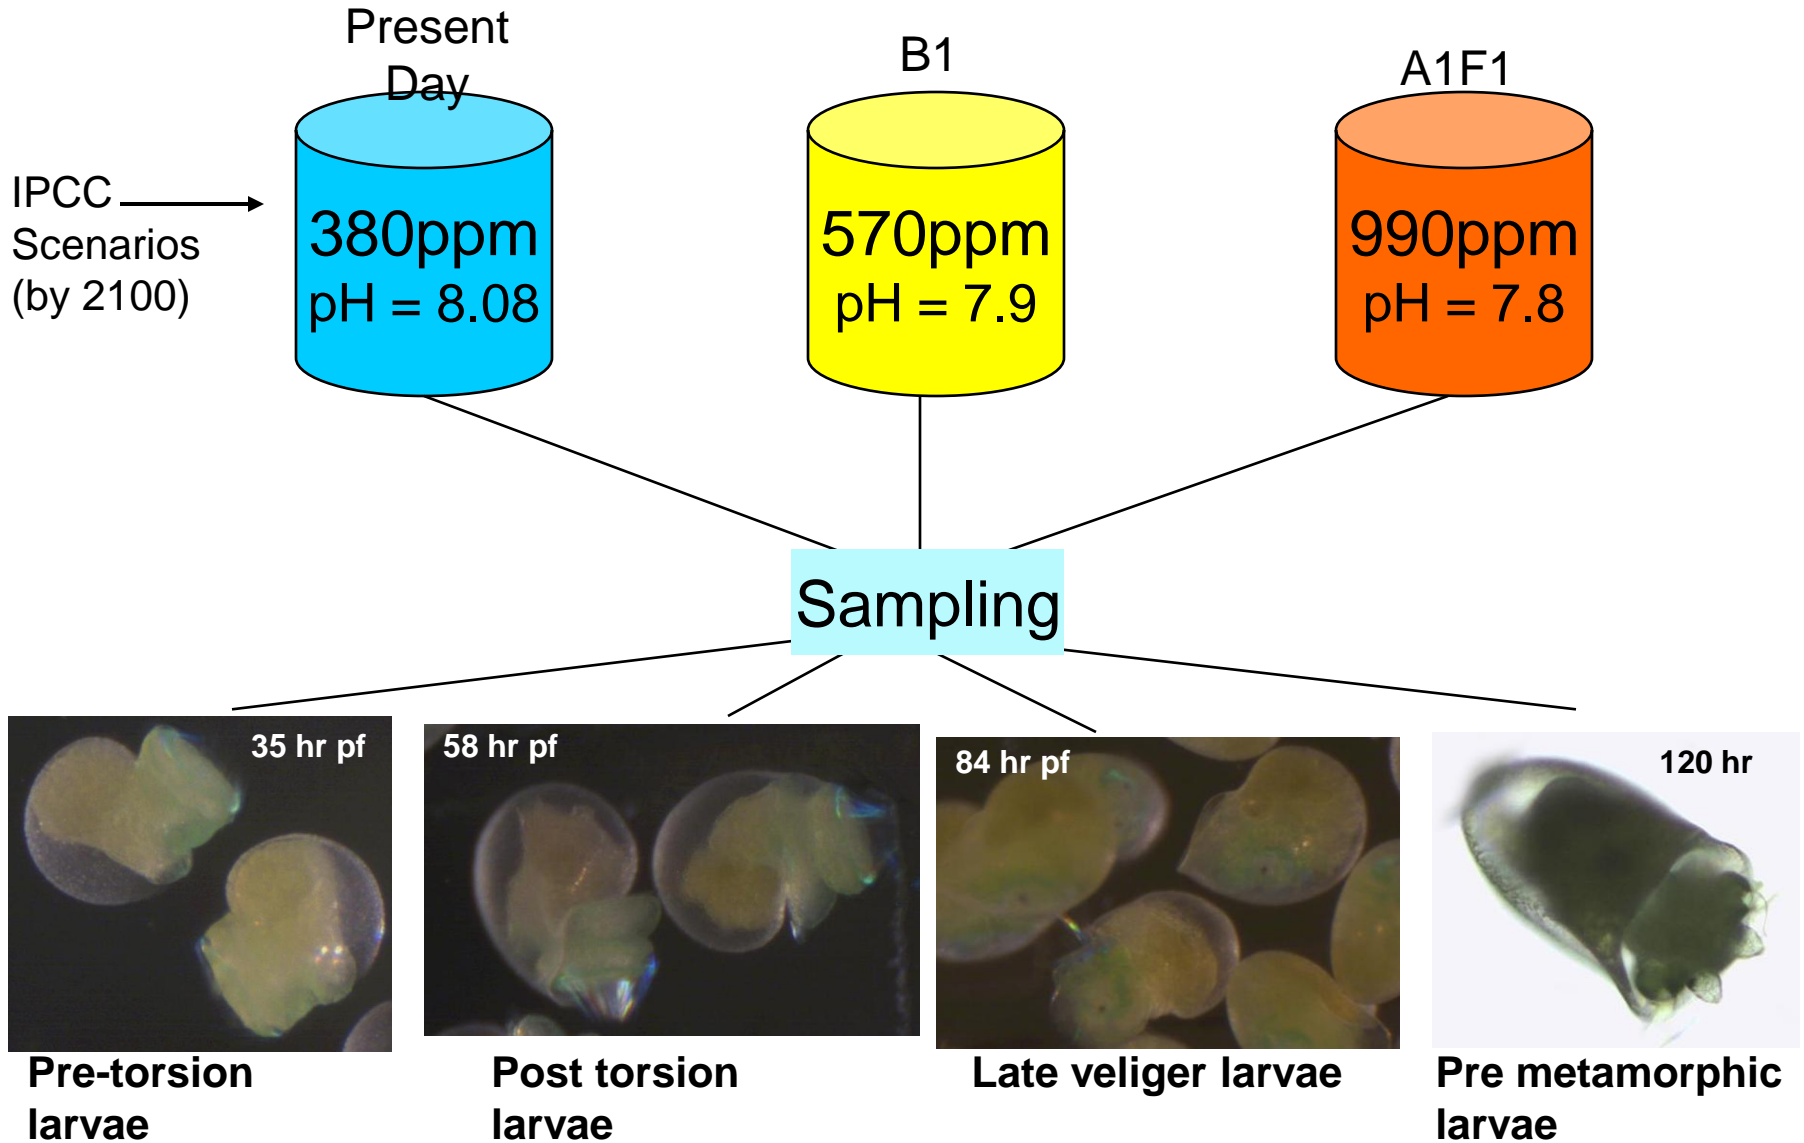 Present
Day
B1
A1F1
IPCC
Scenarios
(by 2100)
380ppm
pH = 8.08
570ppm
pH = 7.9
990ppm
pH = 7.8
Sampling
35 hr pf
58 hr pf
84 hr pf
120 hr
Pre-torsion
larvae
Post torsion
larvae
Late veliger larvae
Pre metamorphic
larvae